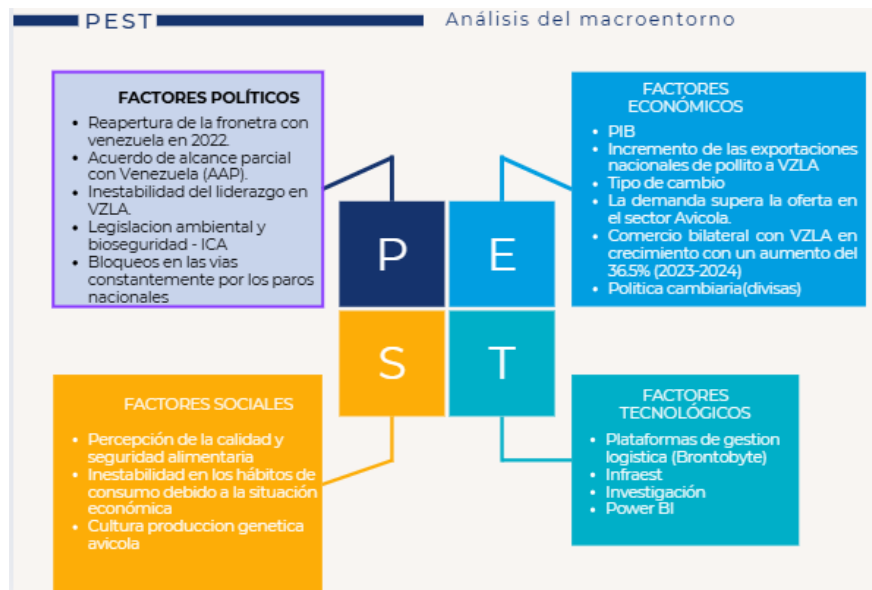 PEST
Análisis del macroentorno
FACTORES POLÍTICOS
• Reapertura de la fronetra con
venezuela en 2022.
• Acuerdo de alcance parcial
con Venezuela (AAP).
• Inestabilidad del liderazgo en
VZLA.
• Legislacion ambiental y
bioseguridad - ICA
• Bloqueos en las vias
constantemente por los paros
nacionales
FACTORES
ECONÓMICOS
• PIB
• Incremento de las exportaciones
nacionales de pollito a VZLA
• Tipo de cambio
• La demanda supera la oferta en
el sector Avicola.
• Comercio bilateral con VZLA en
crecimiento con un aumento del
36.5% (2023-2024)
• Politica cambiaria(divisas)
P
E
S
T
FACTORES SOCIALES
• Percepción de la calidad y
seguridad alimentaria
• Inestabilidad en los hábitos de
consumo debido a la situación
económica
• Cultura produccion genetica
avicola
FACTORES
TECNOLÓGICOS
• Plataformas de gestion
logistica (Brontobyte)
• Infraest
• Investigación
• Power BI